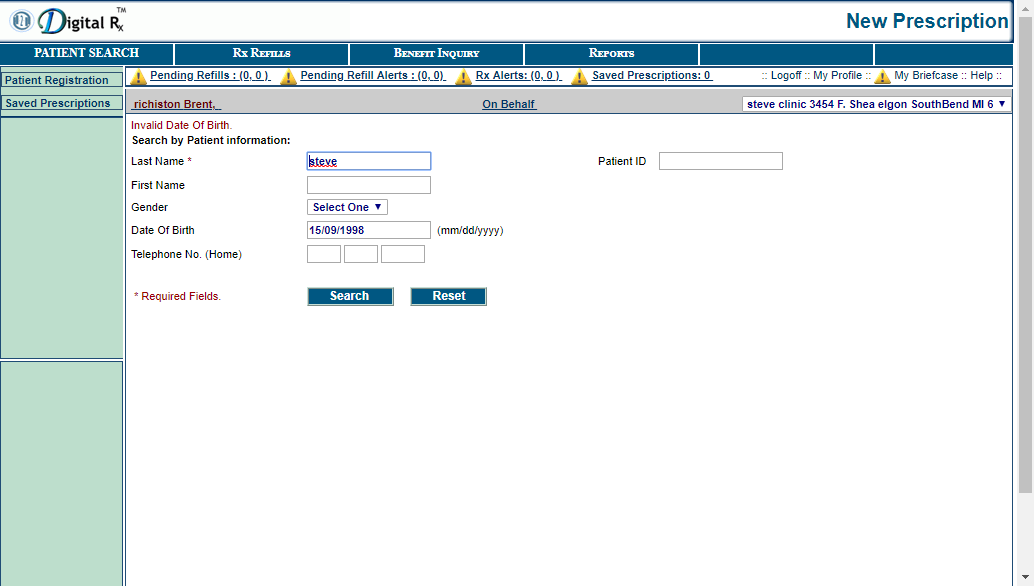 Digital Rx TM
New Prescription
PATIENT SEARCH
RX REFILLS
BENEFIT INQUIRY
REPORTS
Patient Registration
Saved Prescriptions
Pending Refills : (0, 0 )
Pending Refill Alerts : (0, 0)
Rx Alerts: (0, 0 )
Saved Prescriptions: 0
:: Logoff :: My Profile :: My Briefcase :: Help ::
richiston Brent,
On Behalf
steve clinic 3454 F. Shea elgon SouthBend MI 6
Invalid Date Of Birth.
Search by Patient information:
Last Name * steve
Patient ID
First Name
Gender Select One
Date Of Birth 15/09/1998 (mm/dd/yyyy)
Telephone No. (Home)
* Required Fields.
Search
Reset